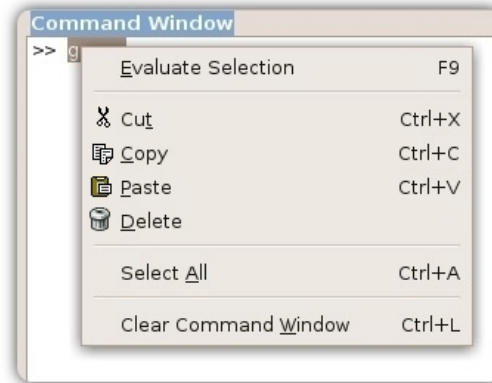 Command Window
>> g
Evaluate Selection F9
Cut Ctrl+X
Copy Ctrl+C
Paste Ctrl+V
Delete
Select All Ctrl+A
Clear Command Window Ctrl+L